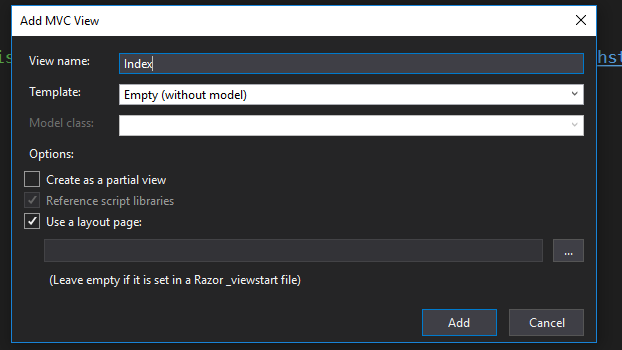 Add MVC View
View name:
Index
Template:
Empty (without model)
Model class:
Options:
Create as a partial view
Reference script libraries
Use a layout page:
...
(Leave empty if it is set in a Razor _viewstart file)
Add
Cancel